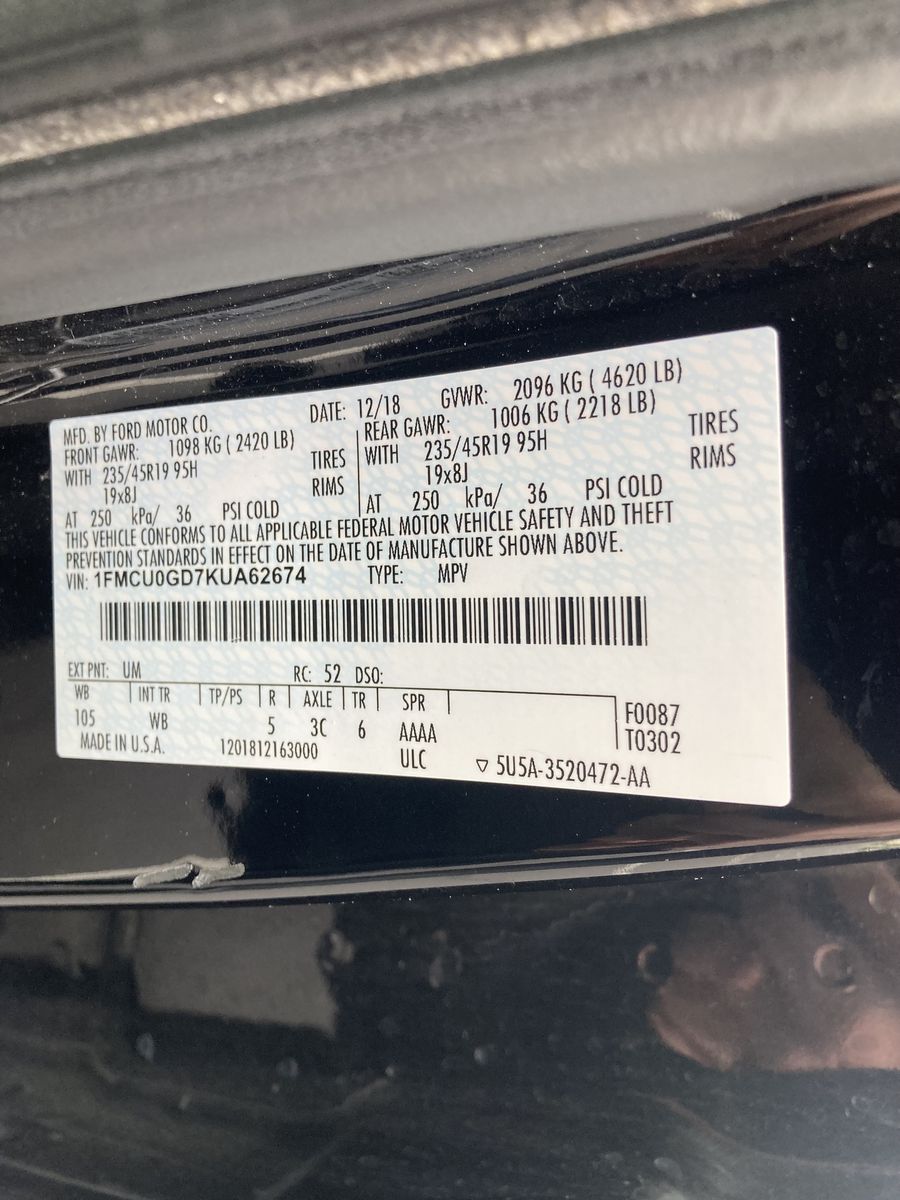 MFD. BY FORD MOTOR CO. DATE: 12/18 GVWR: 2096 KG ( 4620 LB)
FRONT GAWR: 1098 KG ( 2420 LB) REAR GAWR: 1006 KG ( 2218 LB)
WITH 235/45R19 95H TIRES WITH 235/45R19 95H TIRES
19x8J RIMS 19x8J RIMS
AT 250 kPa/ 36 PSI COLD AT 250 kPa/ 36 PSI COLD
THIS VEHICLE CONFORMS TO ALL APPLICABLE FEDERAL MOTOR VEHICLE SAFETY AND THEFT
PREVENTION STANDARDS IN EFFECT ON THE DATE OF MANUFACTURE SHOWN ABOVE.
VIN: 1FMCU0GD7KUA62674 TYPE: MPV
EXT PNT: UM RC: 52 DSO:
WB INT TR TP/PS R AXLE TR SPR F0087
105 WB 5 3C 6 AAAA T0302
MADE IN U.S.A. 1201812163000 ULC ▽ 5U5A-3520472-AA